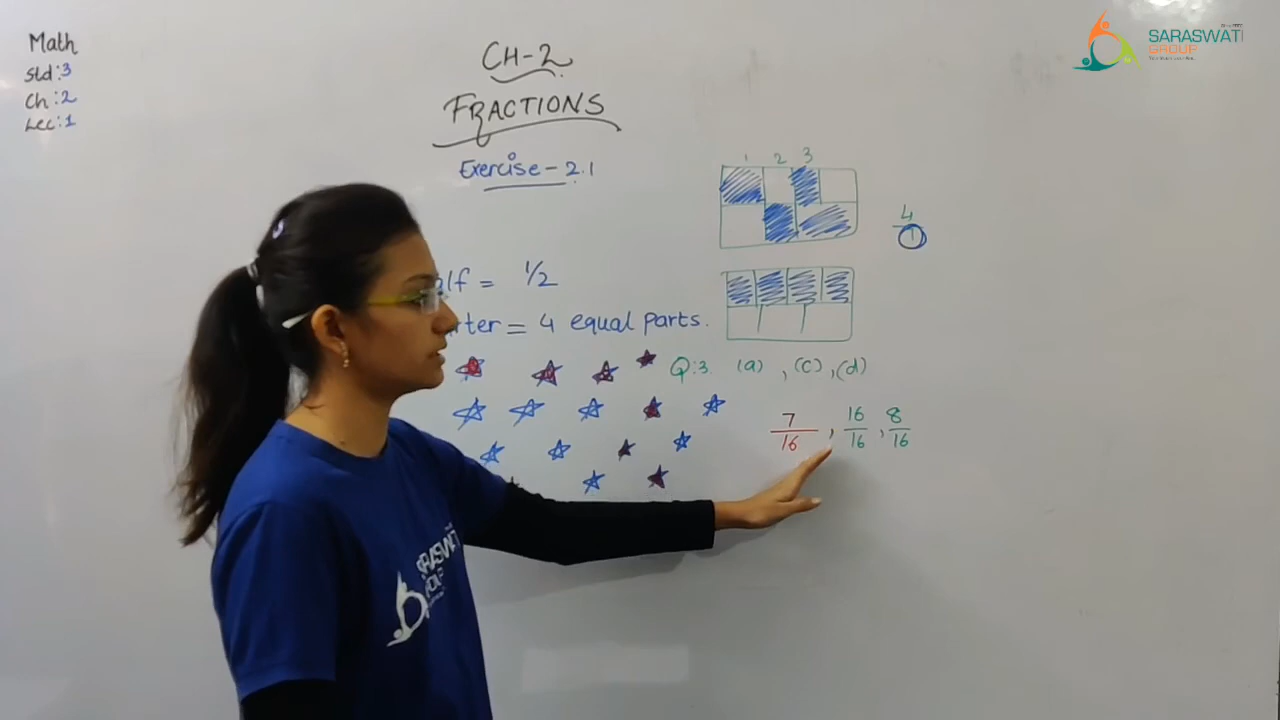 Math
Std:3
Ch:2
Lec:1
CH-2
FRACTIONS
Exercise-2.1
SARASWATI
GROUP
1 2 3
4
1
lf = 1/2
rter = 4 equal parts.
Q:3 (a), (c), (d)
7/16, 16/16, 8/16